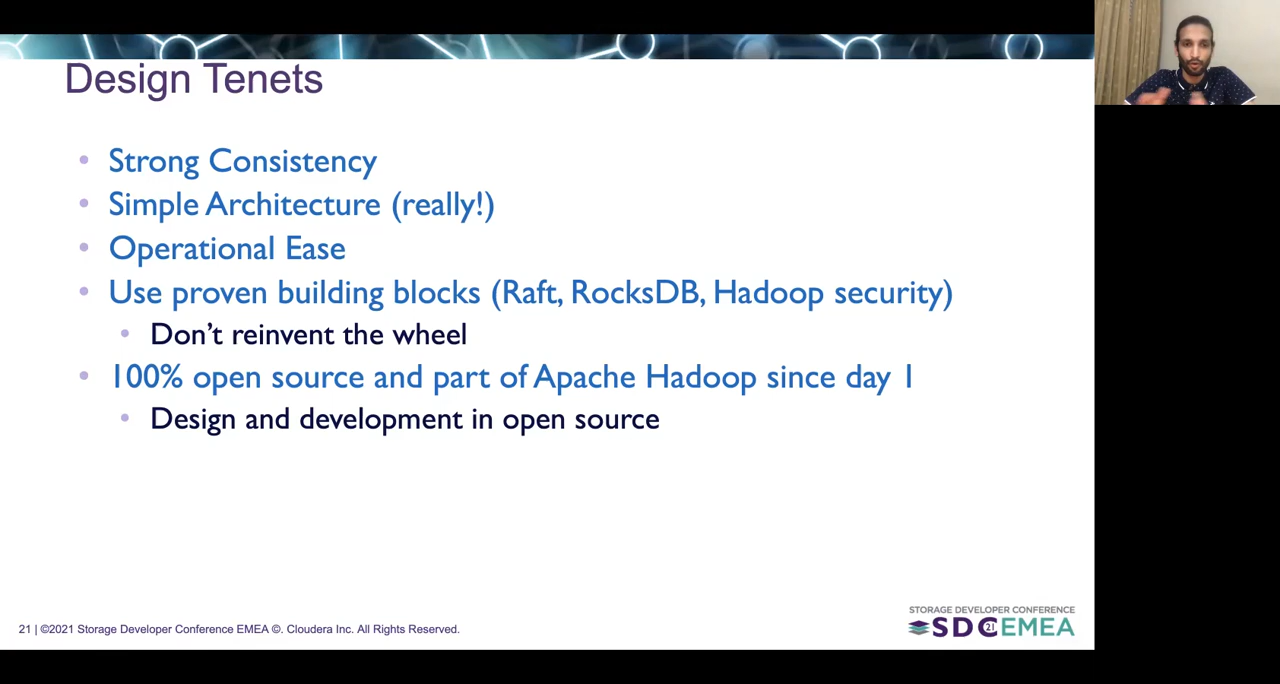 Design Tenets
• Strong Consistency
• Simple Architecture (really!)
• Operational Ease
• Use proven building blocks (Raft, RocksDB, Hadoop security)
• Don’t reinvent the wheel
• 100% open source and part of Apache Hadoop since day 1
• Design and development in open source
21 | ©2021 Storage Developer Conference EMEA ©. Cloudera Inc. All Rights Reserved.
STORAGE DEVELOPER CONFERENCE
SDC 21 EMEA